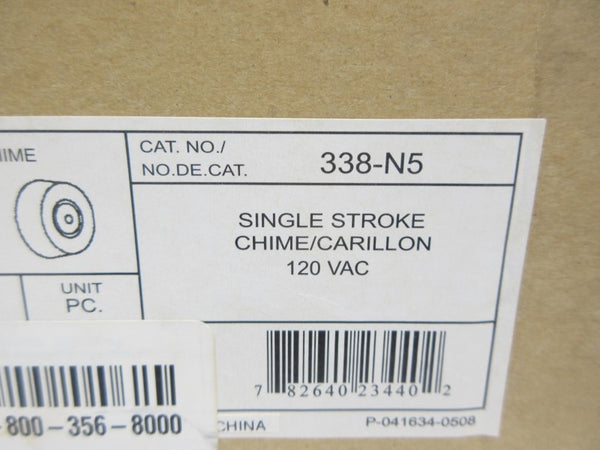 CAT. NO./
NO.DE.CAT.
338-N5
SINGLE STROKE
CHIME/CARILLON
120 VAC
UNIT
PC.
7 82640 23440 2
800-356-8000
CHINA
P-041634-0508